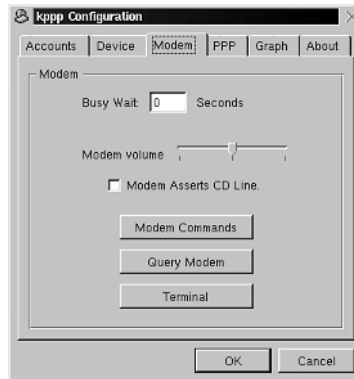 kppp Configuration
Accounts Device Modem PPP Graph About
Modem
Busy Wait: 0 Seconds
Modem volume
Modem Asserts CD Line.
Modem Commands
Query Modem
Terminal
OK Cancel